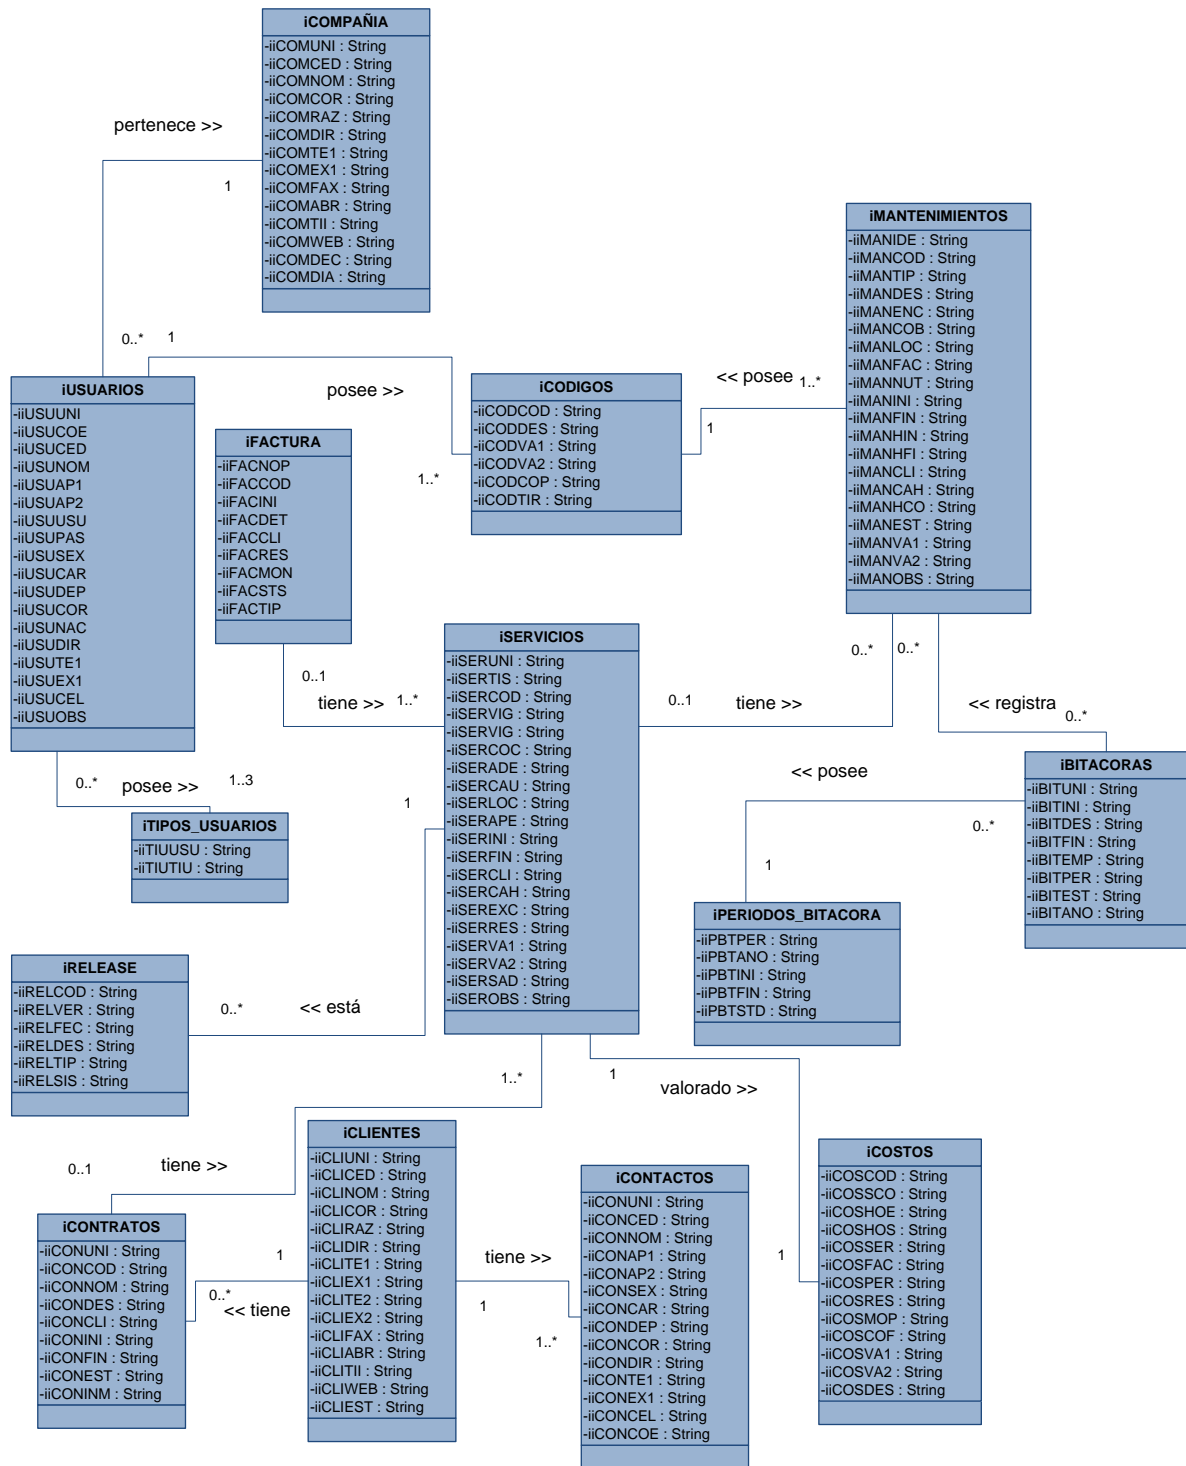 iCOMPAÑIA
-iiCOMUNI : String
-iiCOMCED : String
-iiCOMNOM : String
-iiCOMCOR : String
-iiCOMRAZ : String
-iiCOMDIR : String
-iiCOMTE1 : String
-iiCOMEX1 : String
-iiCOMFAX : String
-iiCOMABR : String
-iiCOMTII : String
-iiCOMWEB : String
-iiCOMDEC : String
-iiCOMDIA : String
pertenece >>
1
0..*
1
iUSUARIOS
-iiUSUUNI
-iiUSUCOE
-iiUSUCED
-iiUSUNOM
-iiUSUAP1
-iiUSUAP2
-iiUSUUSU
-iiUSUPAS
-iiUSUSEX
-iiUSUCAR
-iiUSUDEP
-iiUSUCOR
-iiUSUNAC
-iiUSUDIR
-iiUSUTE1
-iiUSUEX1
-iiUSUCEL
-iiUSUOBS
posee >>
1..*
iCODIGOS
-iiCODCOD : String
-iiCODDES : String
-iiCODVA1 : String
-iiCODVA2 : String
-iiCODCOP : String
-iiCODTIR : String
<< posee
1..*
1
iMANTENIMIENTOS
-iiMANIDE : String
-iiMANCOD : String
-iiMANTIP : String
-iiMANDES : String
-iiMANENC : String
-iiMANCOB : String
-iiMANLOC : String
-iiMANFAC : String
-iiMANNUT : String
-iiMANINI : String
-iiMANFIN : String
-iiMANHIN : String
-iiMANHFI : String
-iiMANCLI : String
-iiMANCAH : String
-iiMANHCO : String
-iiMANEST : String
-iiMANVA1 : String
-iiMANVA2 : String
-iiMANOBS : String
iFACTURA
-iiFACNOP
-iiFACCOD
-iiFACINI
-iiFACDET
-iiFACCLI
-iiFACRES
-iiFACMON
-iiFACSTS
-iiFACTIP
0..1
tiene >>
1..*
iSERVICIOS
-iiSERUNI : String
-iiSERTIS : String
-iiSERCOD : String
-iiSERVIG : String
-iiSERVIG : String
-iiSERCOC : String
-iiSERADE : String
-iiSERCAU : String
-iiSERLOC : String
-iiSERAPE : String
-iiSERINI : String
-iiSERFIN : String
-iiSERCLI : String
-iiSERCAH : String
-iiSEREXC : String
-iiSERRES : String
-iiSERVA1 : String
-iiSERVA2 : String
-iiSERSAD : String
-iiSEROBS : String
0..1
tiene >>
0..*
0..*
<< registra
0..*
iBITACORAS
-iiBITUNI : String
-iiBITINI : String
-iiBITDES : String
-iiBITFIN : String
-iiBITEMP : String
-iiBITPER : String
-iiBITEST : String
-iiBITANO : String
<< posee
0..*
1
iPERIODOS_BITACORA
-iiPBTPER : String
-iiPBTANO : String
-iiPBTINI : String
-iiPBTFIN : String
-iiPBTSTD : String
0..*
posee >>
1..3
iTIPOS_USUARIOS
-iiTIUUSU : String
-iiTIUTIU : String
1
iRELEASE
-iiRELCOD : String
-iiRELVER : String
-iiRELFEC : String
-iiRELDES : String
-iiRELTIP : String
-iiRELSIS : String
0..*
<< está
1..*
0..1
tiene >>
1
valorado >>
1
iCONTRATOS
-iiCONUNI : String
-iiCONCOD : String
-iiCONNOM : String
-iiCONDES : String
-iiCONCLI : String
-iiCONINI : String
-iiCONFIN : String
-iiCONEST : String
-iiCONINM : String
1
0..*
<< tiene
iCLIENTES
-iiCLIUNI : String
-iiCLICED : String
-iiCLINOM : String
-iiCLICOR : String
-iiCLIRAZ : String
-iiCLIDIR : String
-iiCLITE1 : String
-iiCLIEX1 : String
-iiCLITE2 : String
-iiCLIEX2 : String
-iiCLIFAX : String
-iiCLIABR : String
-iiCLITII : String
-iiCLIWEB : String
-iiCLIEST : String
tiene >>
1
1..*
iCONTACTOS
-iiCONUNI : String
-iiCONCED : String
-iiCONNOM : String
-iiCONAP1 : String
-iiCONAP2 : String
-iiCONSEX : String
-iiCONCAR : String
-iiCONDEP : String
-iiCONCOR : String
-iiCONDIR : String
-iiCONTE1 : String
-iiCONEX1 : String
-iiCONCEL : String
-iiCONCOE : String
iCOSTOS
-iiCOSCOD : String
-iiCOSSCO : String
-iiCOSHOE : String
-iiCOSHOS : String
-iiCOSSER : String
-iiCOSFAC : String
-iiCOSPER : String
-iiCOSRES : String
-iiCOSMOP : String
-iiCOSCOF : String
-iiCOSVA1 : String
-iiCOSVA2 : String
-iiCOSDES : String